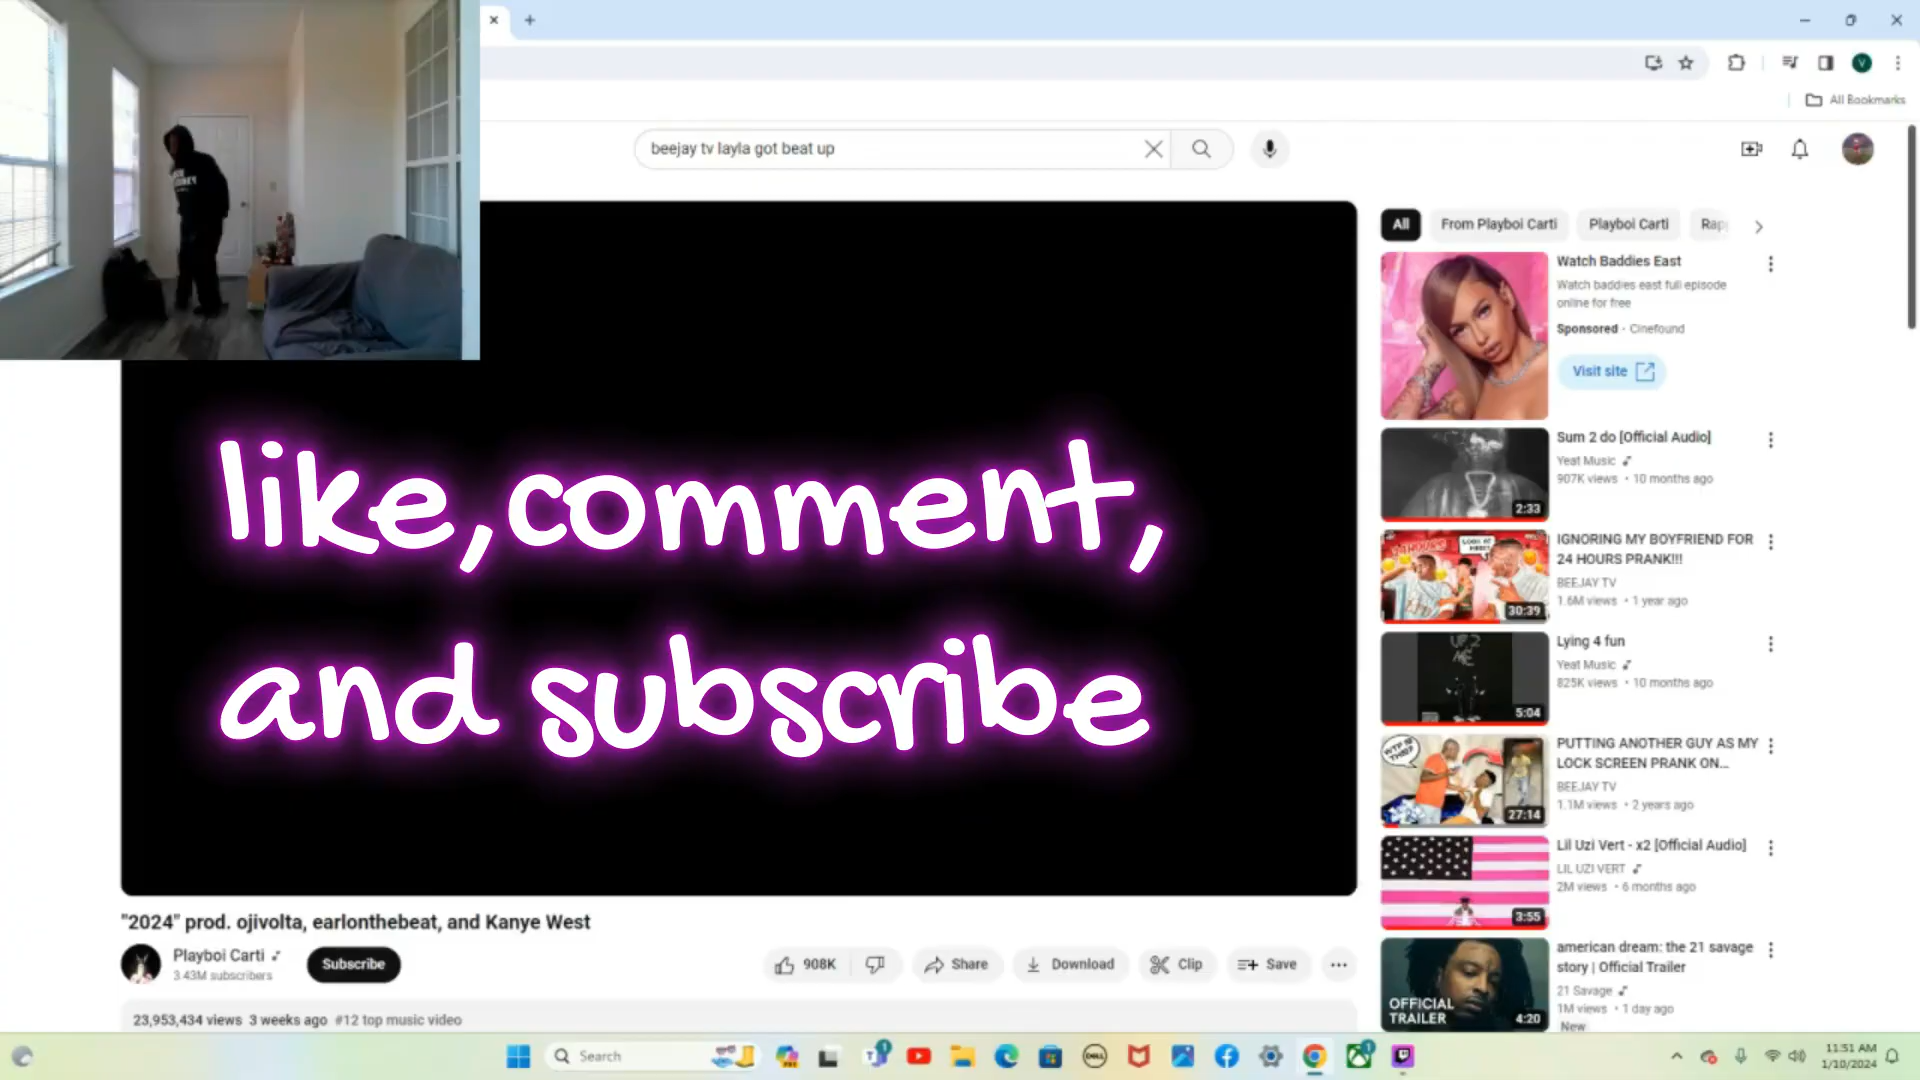 All Bookmarks
beejay tv layla got beat up
like,comment,
and subscribe
"2024" prod. ojivolta, earlonthebeat, and Kanye West
Playboi Carti
3.43M subscribers
Subscribe
908K
Share
Download
Clip
Save
23,953,434 views 3 weeks ago #12 top music video
All
From Playboi Carti
Playboi Carti
Watch Baddies East
Watch baddies east full episode
online for free
Sponsored · Cinefound
Visit site
Sum 2 do [Official Audio]
Yeat Music
907K views • 10 months ago
2:33
IGNORING MY BOYFRIEND FOR
24 HOURS PRANK!!!
BEEJAY TV
1.6M views • 1 year ago
30:39
Lying 4 fun
Yeat Music
825K views • 10 months ago
UP 2
ME
5:04
PUTTING ANOTHER GUY AS MY
LOCK SCREEN PRANK ON...
BEEJAY TV
1.1M views • 2 years ago
27:14
Lil Uzi Vert - x2 [Official Audio]
LIL UZI VERT
2M views • 6 months ago
3:55
american dream: the 21 savage
story | Official Trailer
21 Savage
1M views • 1 day ago
New
OFFICIAL
TRAILER
4:20
Search
11:51 AM
1/10/2024